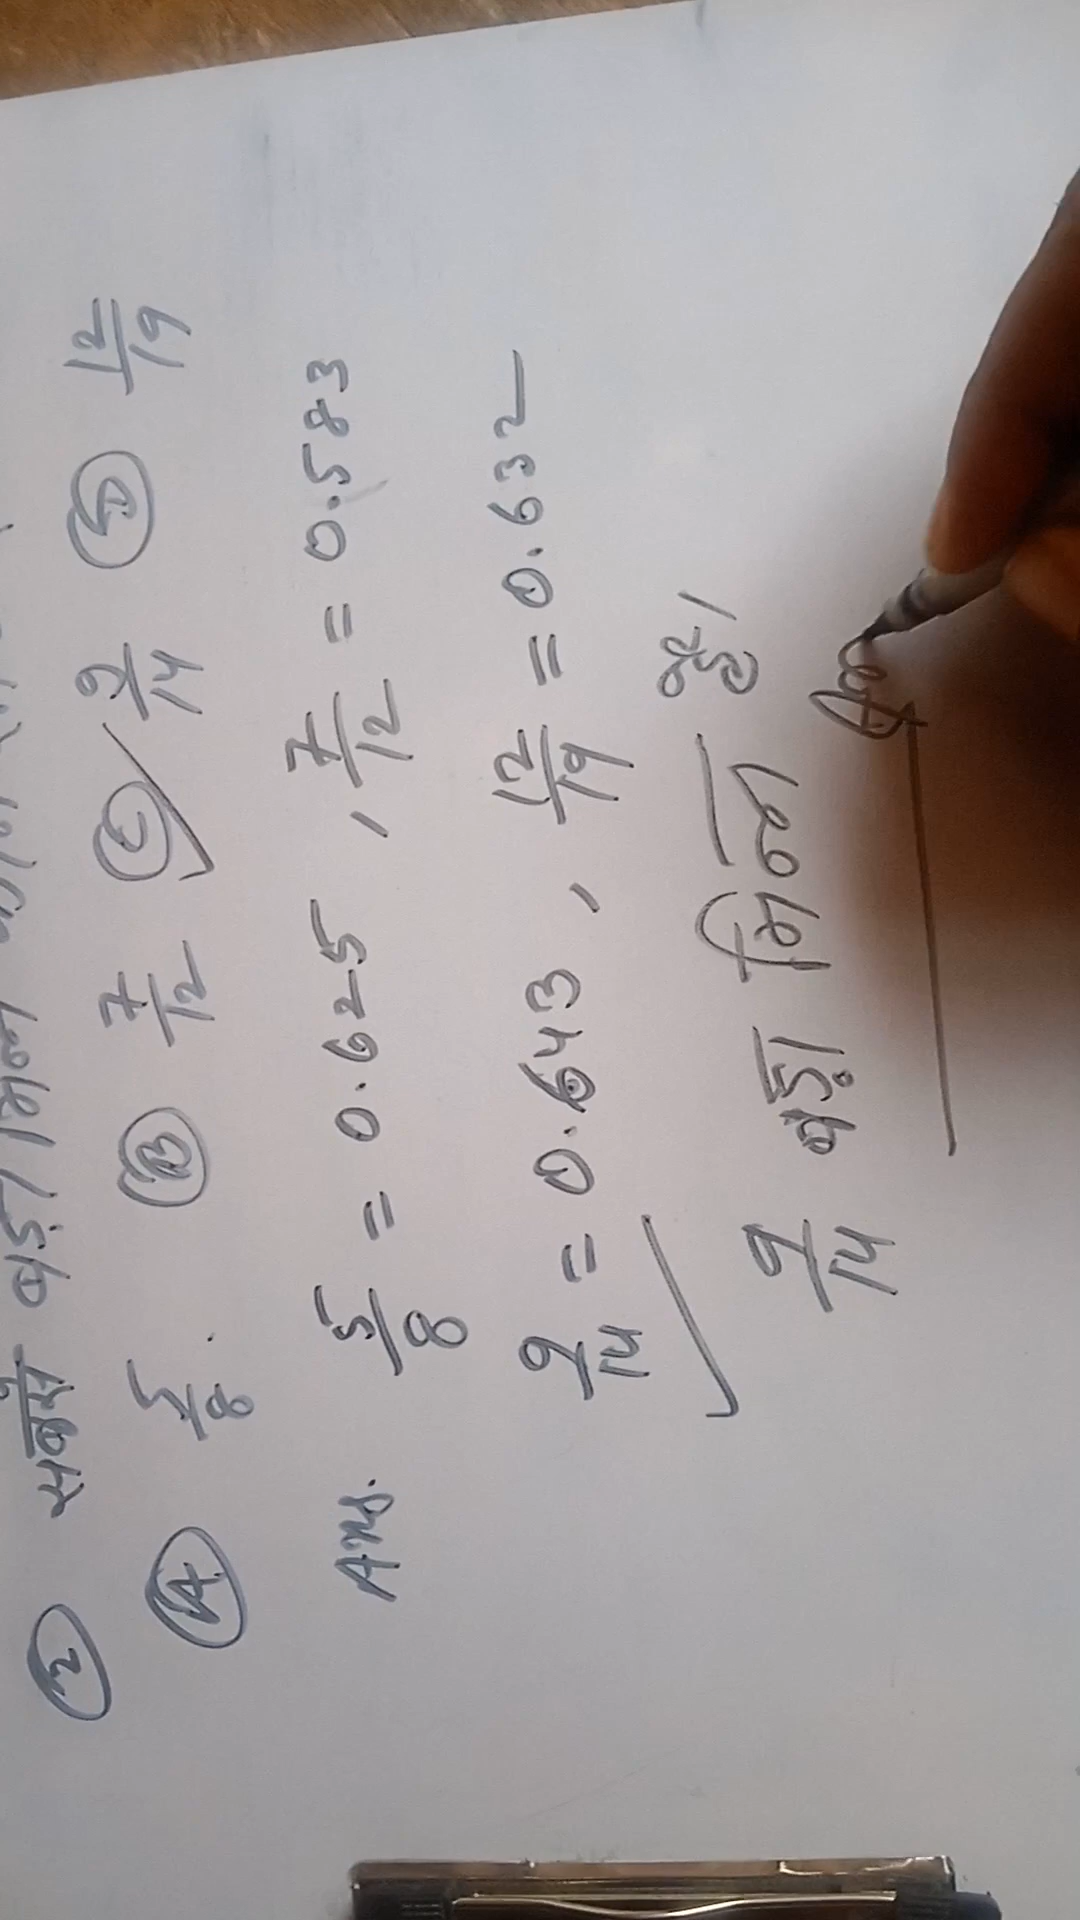 ② सबसे बड़ा भिन्न
Ⓐ 5/8. Ⓑ 7/12 Ⓒ 9/14 Ⓓ 12/19
Ans. 5/8 = 0.625, 7/12 = 0.583
9/14 = 0.643, 12/19 = 0.632
9/14 बड़ा भिन्न है।